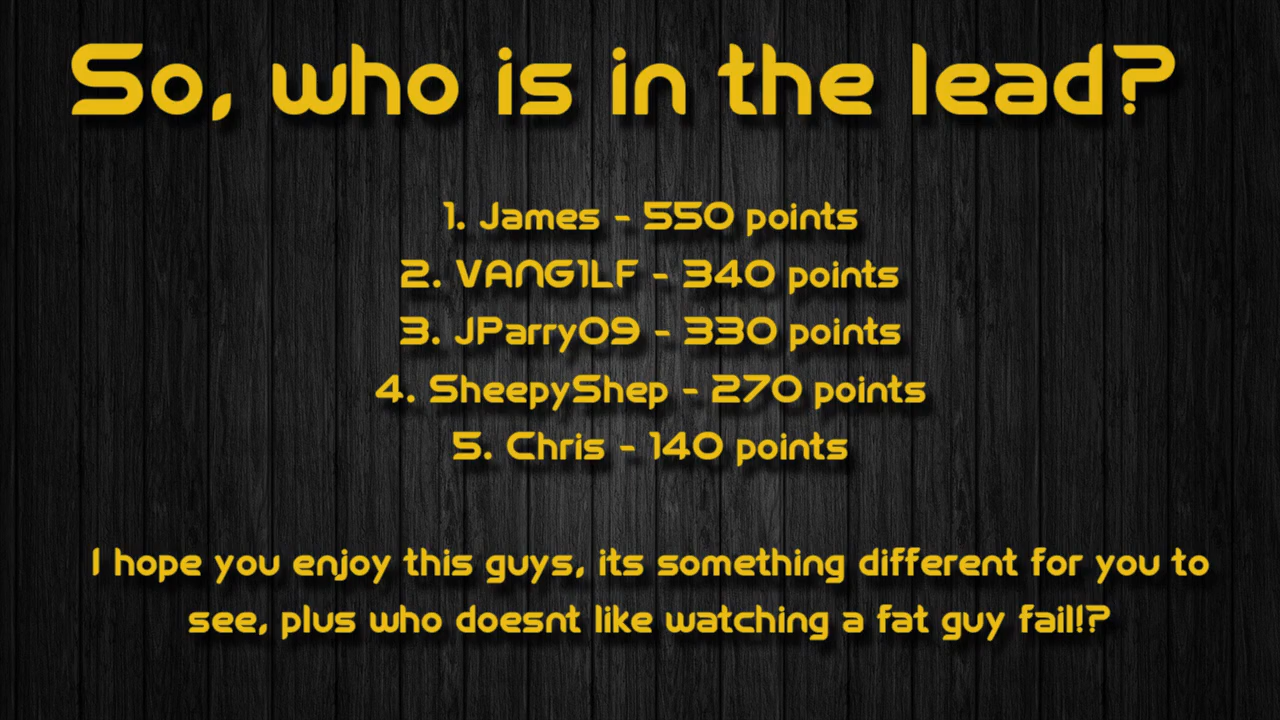 So, who is in the lead?
1. James - 550 points
2. VANG1LF - 340 points
3. JParry09 - 330 points
4. SheepyShep - 270 points
5. Chris - 140 points
I hope you enjoy this guys, its something different for you to
see, plus who doesnt like watching a fat guy fail!?